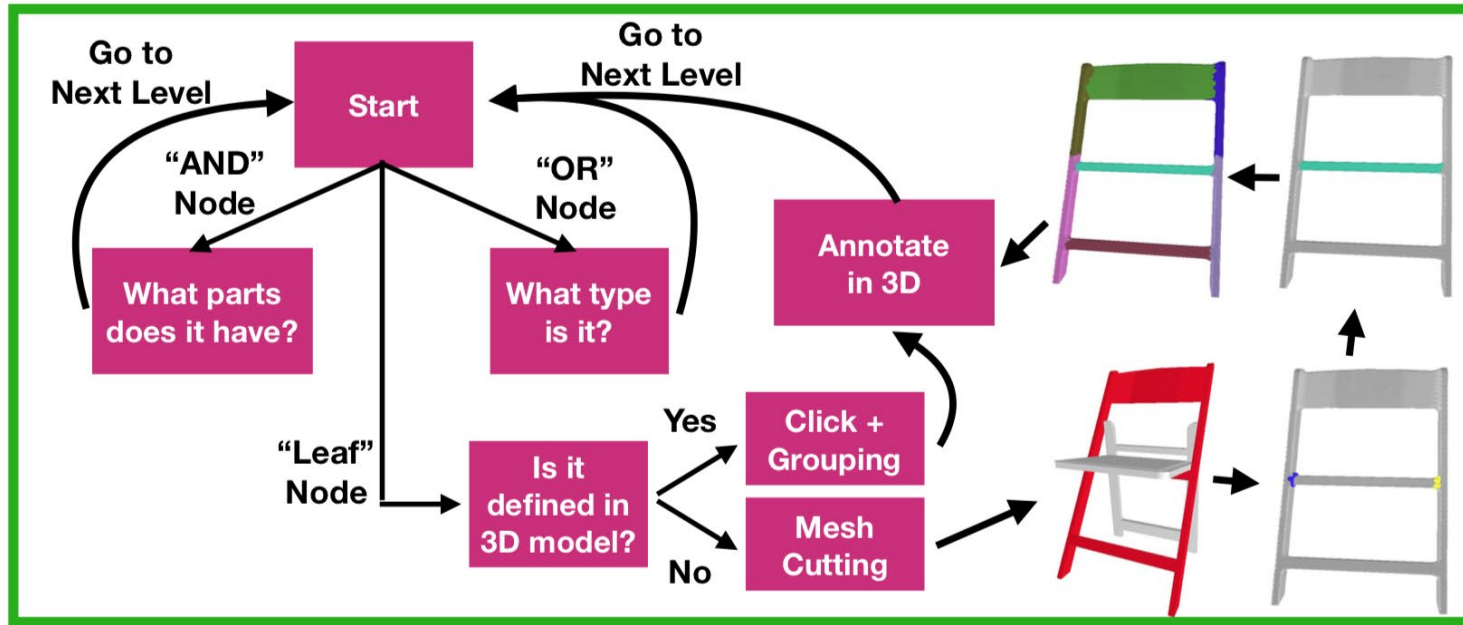 Go to
Next Level
Start
Go to
Next Level
“AND”
Node
“OR”
Node
What parts
does it have?
What type
is it?
Annotate
in 3D
“Leaf”
Node
Is it
defined in
3D model?
Yes
No
Click +
Grouping
Mesh
Cutting